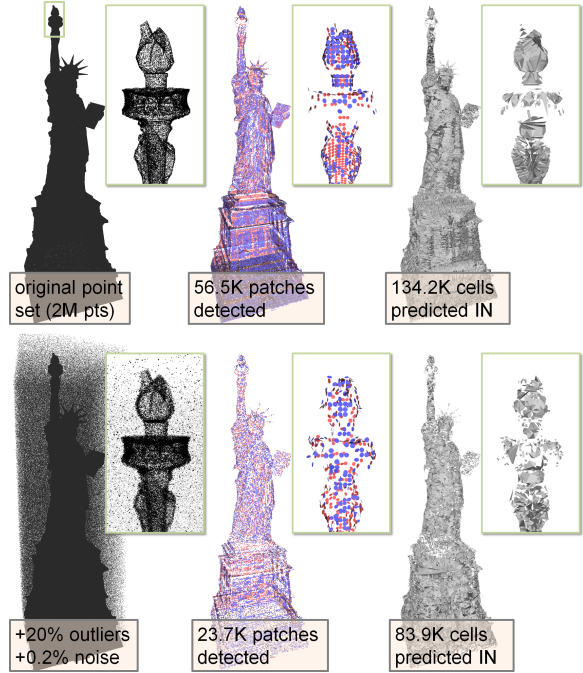 original point
set (2M pts)
56.5K patches
detected
134.2K cells
predicted IN
+20% outliers
+0.2% noise
23.7K patches
detected
83.9K cells
predicted IN